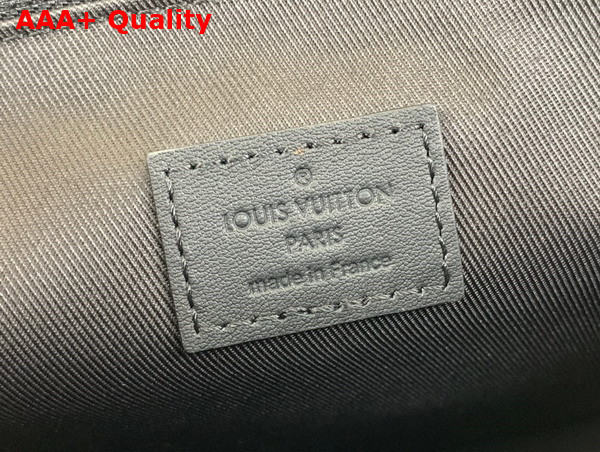 AAA+ Quality
®
LOUIS VUITTON
PARIS
made in France